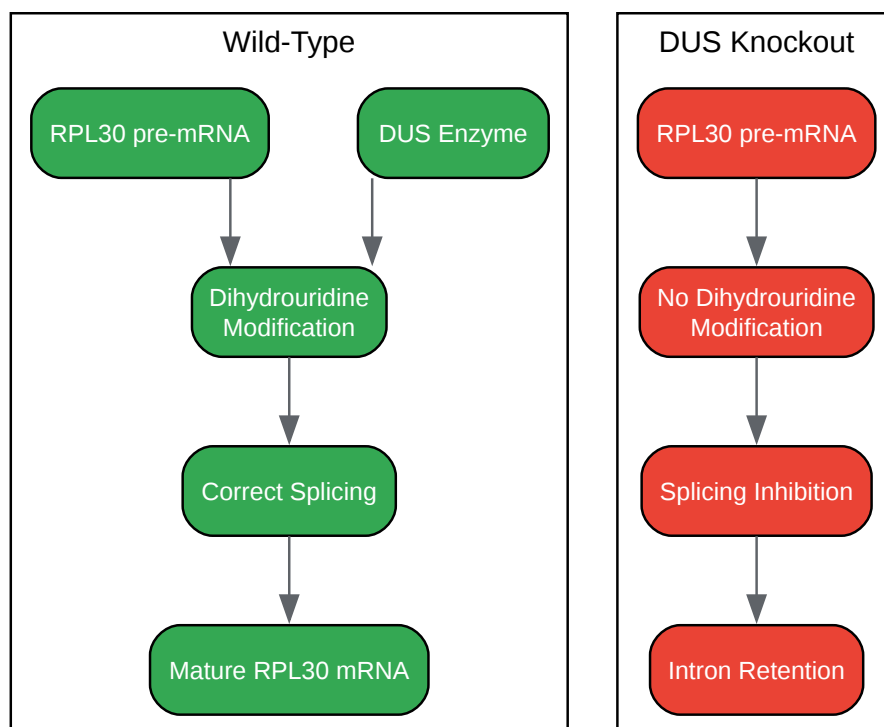 Wild-Type
RPL30 pre-mRNA
DUS Enzyme
Dihydrouridine
Modification
Correct Splicing
Mature RPL30 mRNA
DUS Knockout
RPL30 pre-mRNA
No Dihydrouridine
Modification
Splicing Inhibition
Intron Retention